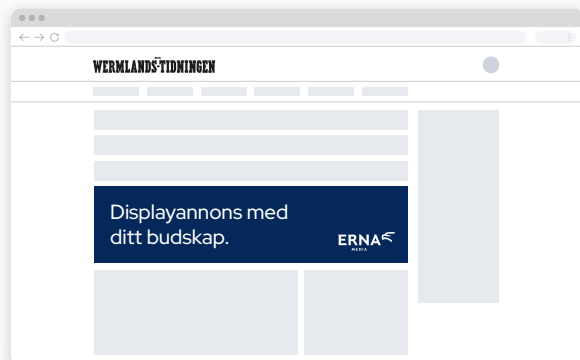 WERMLANDS-TIDNINGEN
Displayannons med
ditt budskap.
ERNA
MEDIA